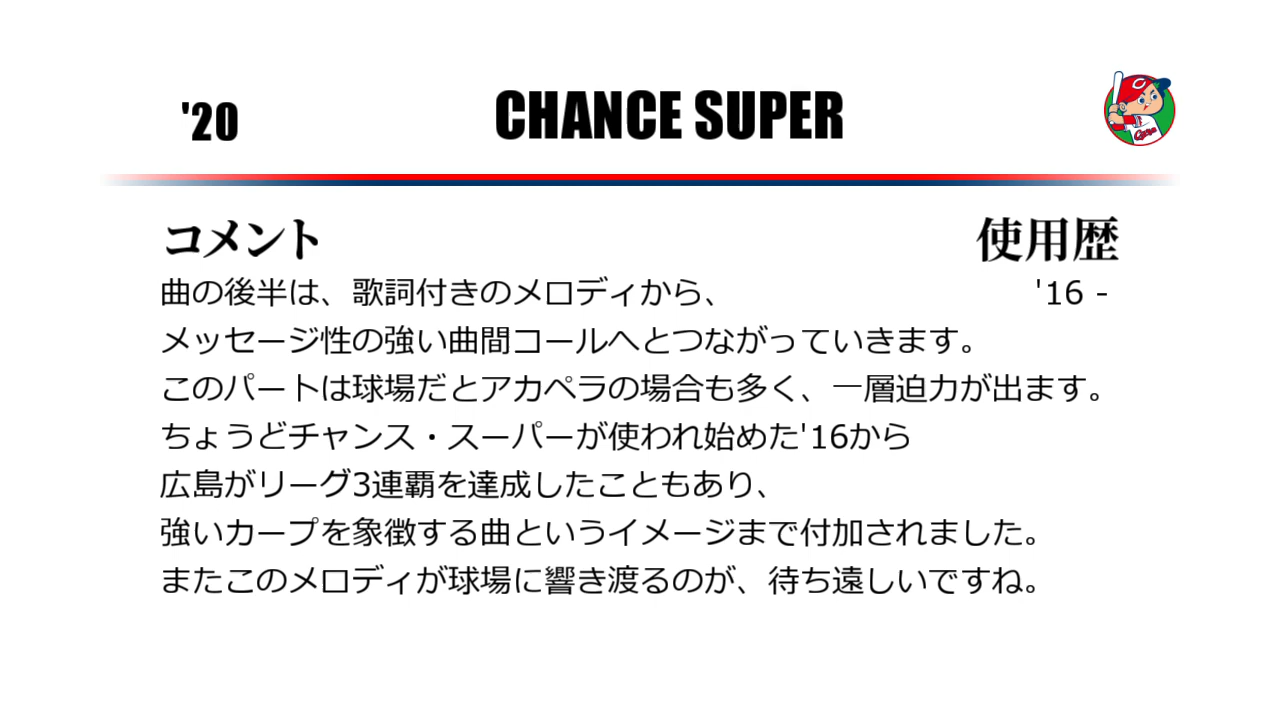 '20
CHANCE SUPER
コメント
使用歴
'16 -
曲の後半は、歌詞付きのメロディから、
メッセージ性の強い曲間コールへとつながっていきます。
このパートは球場だとアカペラの場合も多く、一層迫力が出ます。
ちょうどチャンス・スーパーが使われ始めた'16から
広島がリーグ3連覇を達成したこともあり、
強いカープを象徴する曲というイメージまで付加されました。
またこのメロディが球場に響き渡るのが、待ち遠しいですね。